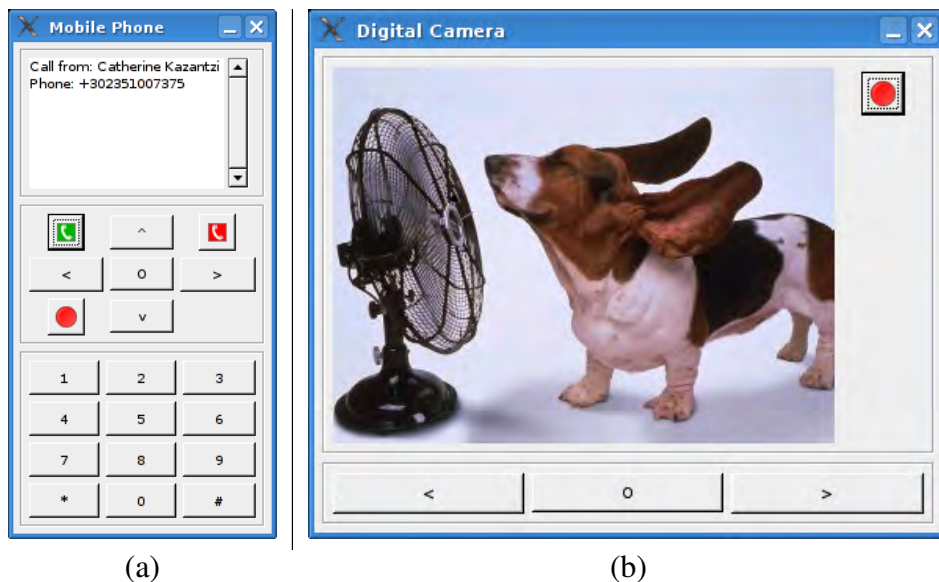 Mobile Phone
Call from: Catherine Kazantzi
Phone: +302351007375
^
< O >
v
1 2 3
4 5 6
7 8 9
* 0 #
(a)
Digital Camera
< O >
(b)